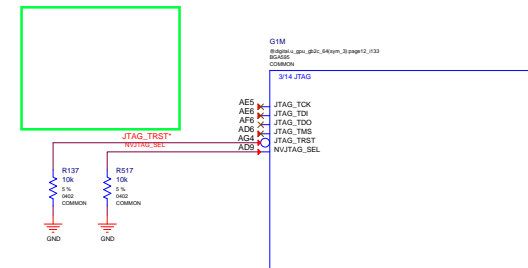 G1M
@digital.u_gpu_gb2c_64(sym_3):page12_i133
BGA595
COMMON
3/14 JTAG
AE5 JTAG_TCK
AE6 JTAG_TDI
AF6 JTAG_TDO
AD6 JTAG_TMS
JTAG_TRST* AG4 JTAG_TRST
NVJTAG_SEL AD9 NVJTAG_SEL
R137 R517
10k 10k
5 % 5 %
0402 0402
COMMON COMMON
GND GND